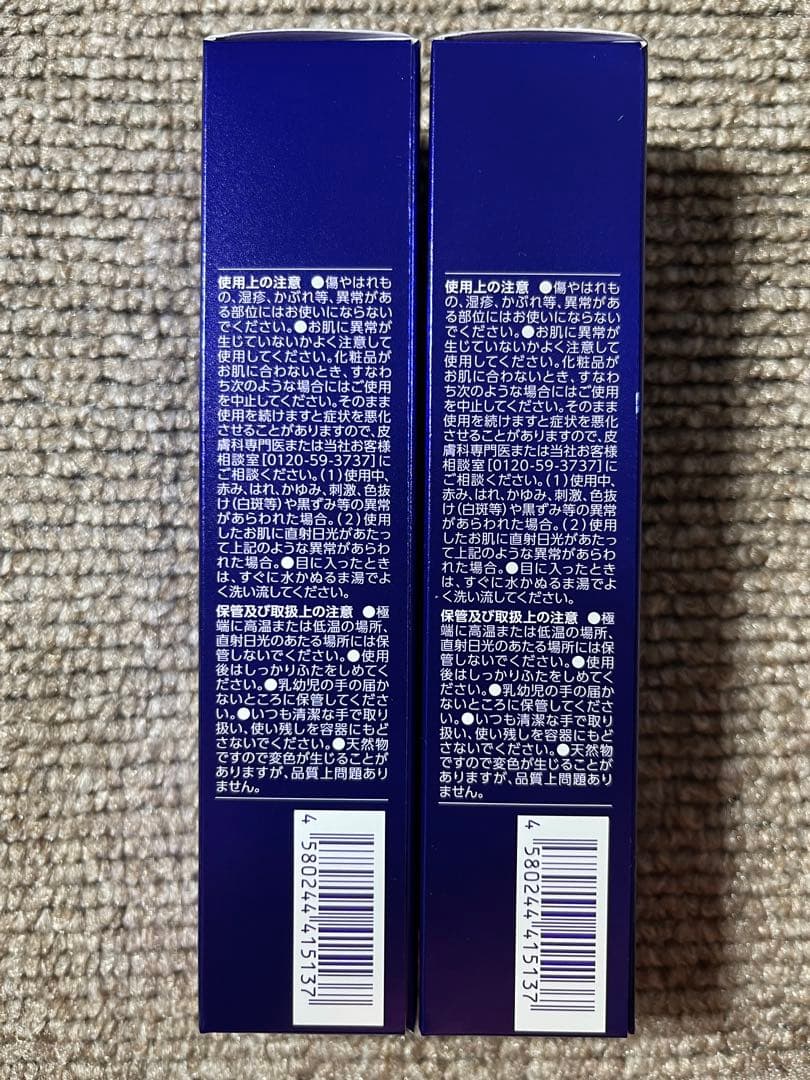 使用上の注意 ●傷やはれも
の、湿疹、かぶれ等、異常があ
る部位にはお使いにならない
でください。●お肌に異常が
生じていないかよく注意して
使用してください。化粧品が
お肌に合わないとき、すなわ
ち次のような場合にはご使用
を中止してください。そのまま
使用を続けますと症状を悪化
させることがありますので、皮
膚科専門医または当社お客様
相談室[0120-59-3737]に
ご相談ください。(1)使用中、
赤み、はれ、かゆみ、刺激、色抜
け(白斑等)や黒ずみ等の異常
があらわれた場合。(2)使用
したお肌に直射日光があたっ
て上記のような異常があらわ
れた場合。●目に入ったとき
は、すぐに水かぬるま湯でよ
く洗い流してください。
保管及び取扱上の注意 ●極
端に高温または低温の場所、
直射日光のあたる場所には保
管しないでください。●使用
後はしっかりふたをしめてく
ださい。●乳幼児の手の届か
ないところに保管してくださ
い。●いつも清潔な手で取り
扱い、使い残しを容器にもど
さないでください。●天然物
ですので変色が生じることが
ありますが、品質上問題あり
ません。
4 580244 415137
使用上の注意 ●傷やはれも
の、湿疹、かぶれ等、異常があ
る部位にはお使いにならない
でください。●お肌に異常が
生じていないかよく注意して
使用してください。化粧品が
お肌に合わないとき、すなわ
ち次のような場合にはご使用
を中止してください。そのまま
使用を続けますと症状を悪化
させることがありますので、皮
膚科専門医または当社お客様
相談室[0120-59-3737]に
ご相談ください。(1)使用中、
赤み、はれ、かゆみ、刺激、色抜
け(白斑等)や黒ずみ等の異常
があらわれた場合。(2)使用
したお肌に直射日光があたっ
て上記のような異常があらわ
れた場合。●目に入ったとき
は、すぐに水かぬるま湯でよ
く洗い流してください。
保管及び取扱上の注意 ●極
端に高温または低温の場所、
直射日光のあたる場所には保
管しないでください。●使用
後はしっかりふたをしめてく
ださい。●乳幼児の手の届か
ないところに保管してくださ
い。●いつも清潔な手で取り
扱い、使い残しを容器にもど
さないでください。●天然物
ですので変色が生じることが
ありますが、品質上問題あり
ません。
4 580244 415137